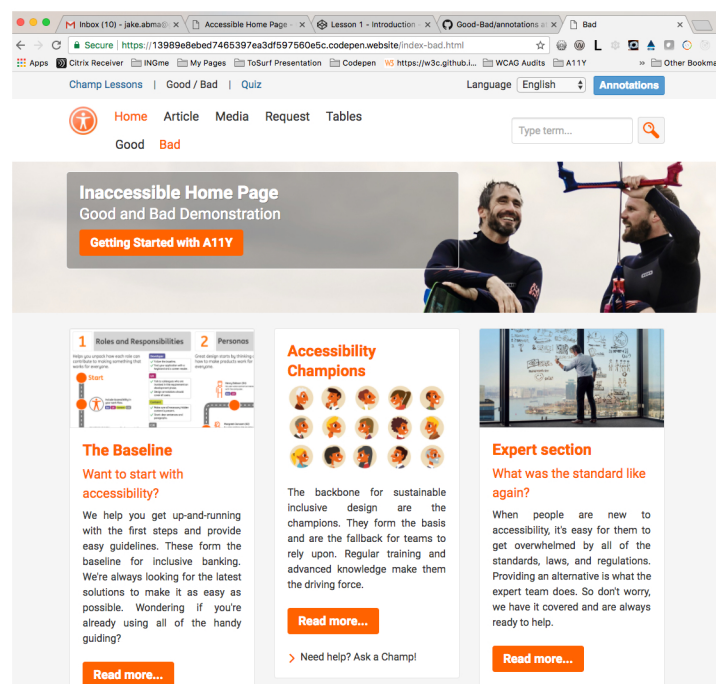 Inbox (10) - jake.abma@
Accessible Home Page -
Lesson 1 - Introduction -
Good-Bad/annotations at
Bad
Secure https://13989e8ebed7465397ea3df597560e5c.codepen.website/index-bad.html
Apps Citrix Receiver INGme My Pages ToSurf Presentation Codepen https://w3c.github.i... WCAG Audits A11Y » Other Bookma
Champ Lessons | Good / Bad | Quiz Language English Annotations
Home Article Media Request Tables
Good Bad
Type term...
Inaccessible Home Page
Good and Bad Demonstration
Getting Started with A11Y
1 Roles and Responsibilities 2 Personas
Start
The Baseline
Want to start with
accessibility?
We help you get up-and-running
with the first steps and provide
easy guidelines. These form the
baseline for inclusive banking.
We're always looking for the latest
solutions to make it as easy as
possible. Wondering if you're
already using all of the handy
guiding?
Read more...
Accessibility
Champions
The backbone for sustainable
inclusive design are the
champions. They form the basis
and are the fallback for teams to
rely upon. Regular training and
advanced knowledge make them
the driving force.
Read more...
Need help? Ask a Champ!
Expert section
What was the standard like
again?
When people are new to
accessibility, it's easy for them to
get overwhelmed by all of the
standards, laws, and regulations.
Providing an alternative is what the
expert team does. So don't worry,
we have it covered and are always
ready to help.
Read more...